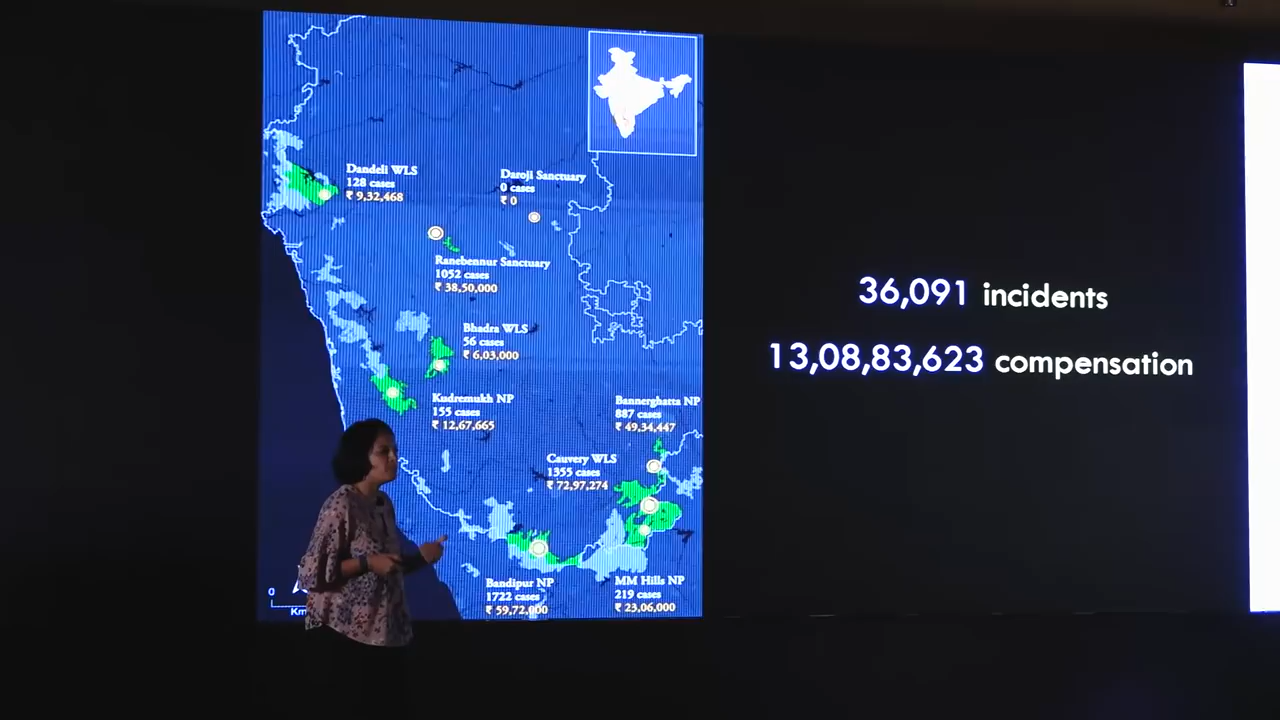 Dandeli WLS
128 cases
₹ 9,32,468
Daroji Sanctuary
0 cases
₹ 0
Ranebennur Sanctuary
1052 cases
₹ 38,50,000
Bhadra WLS
56 cases
₹ 6,03,000
Kudremukh NP
155 cases
₹ 12,67,665
Bannerghatta NP
887 cases
₹ 49,34,447
Cauvery WLS
1355 cases
₹ 72,97,274
Bandipur NP
1722 cases
₹ 59,72,000
MM Hills NP
219 cases
₹ 23,06,000
0
Km
36,091 incidents
13,08,83,623 compensation